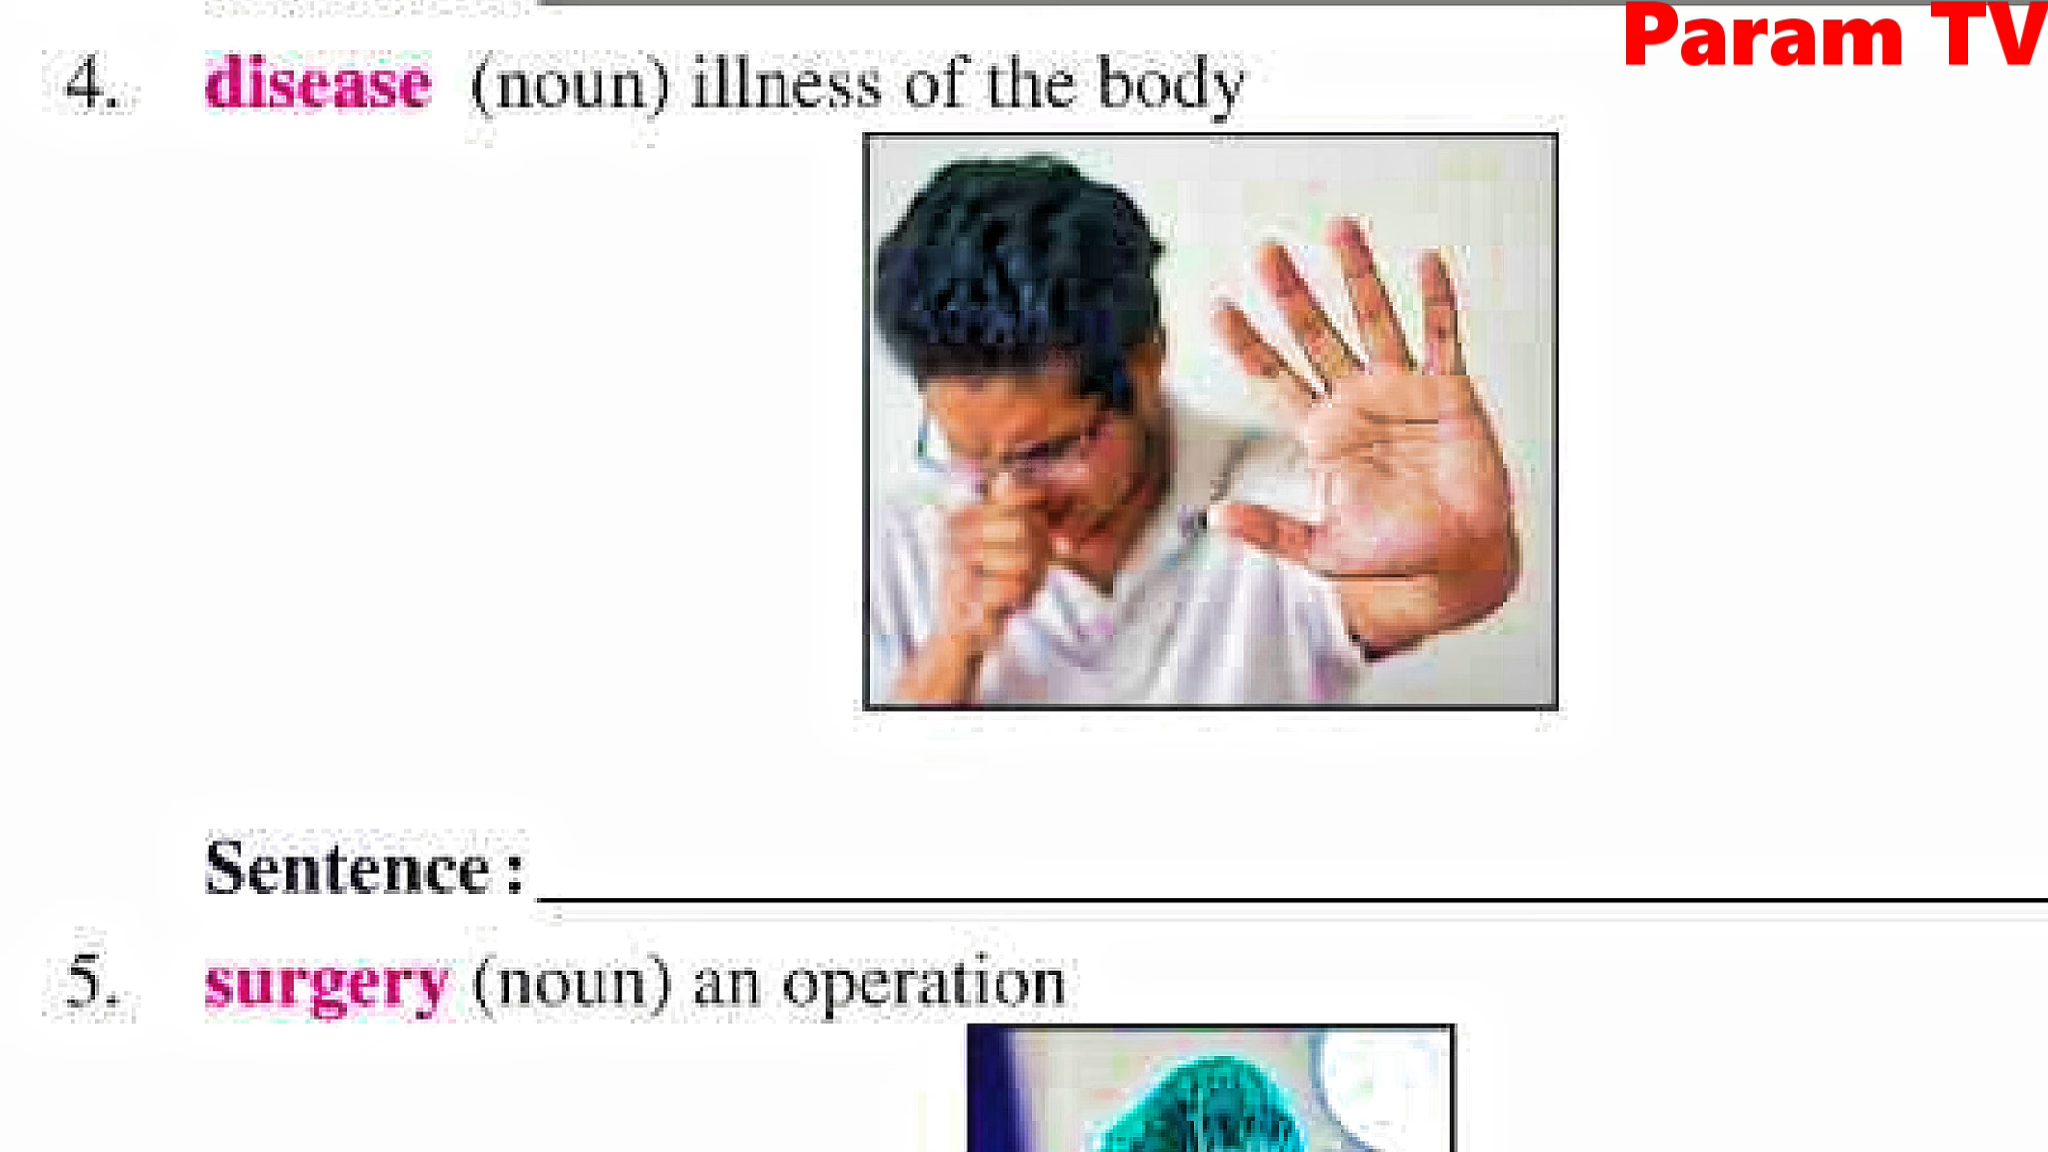 Param TV
4. disease (noun) illness of the body
Sentence :
5. surgery (noun) an operation